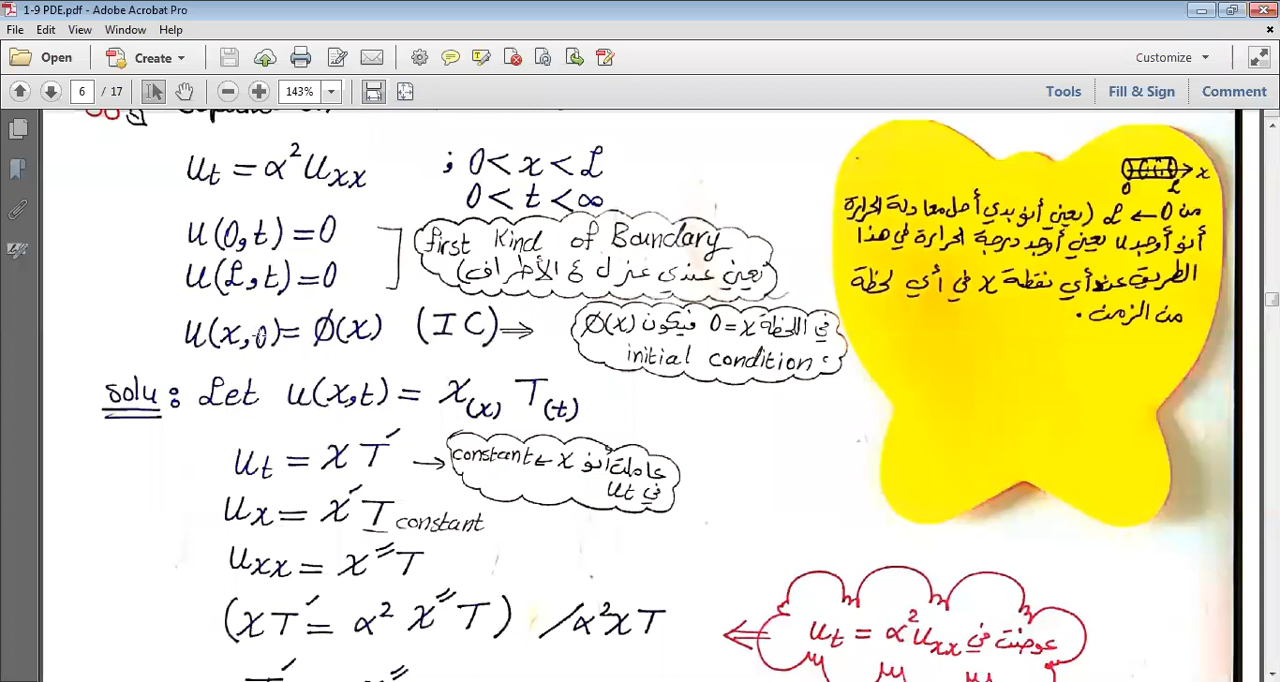 1-9 PDE.pdf - Adobe Acrobat Pro
File Edit View Window Help
Open Create Customize
6 / 17 143% Tools Fill & Sign Comment
u_t = α² u_xx ; 0 < x < L
0 < t < ∞
u(0,t) = 0
u(L,t) = 0
first Kind of Boundary
(يعني عندي عزل ع الأطراف)
u(x,0) = Ø(x) (IC) ⇒
في اللحظة x = 0 فيكون Ø(x)
initial condition :
solu : Let u(x,t) = X(x) T(t)
u_t = X T′ →
عاملة انو x ← constant
في u_t
u_x = X′ T constant
u_xx = X″ T
(X T′ = α² X″ T) /α² X T
⇐ عوضت في u_t = α² u_xx
T′ X″
0 L x
من 0 → L (يعني أنو بدي أحل معادلة الحرارة
أنو أوجد u يعني أوجد درجة الحرارة في هذا
الطريق عند أي نقطة x في أي لحظة
من الزمن .